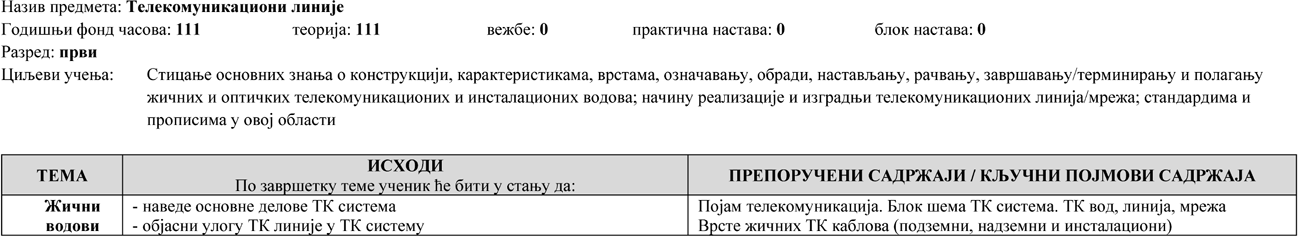 Назив предмета: Телекомуникациони линије
Годишњи фонд часова: 111 теорија: 111 вежбе: 0 практична настава: 0 блок настава: 0
Разред: први
Циљеви учења: Стицање основних знања о конструкцији, карактеристикама, врстама, означавању, обради, настављању, рачвању, завршавању/терминирању и полагању
жичних и оптичких телекомуникационих и инсталационих водова; начину реализације и изградњи телекомуникационих линија/мрежа; стандардима и
прописима у овој области
ТЕМА ИСХОДИ ПРЕПОРУЧЕНИ САДРЖАЈИ / КЉУЧНИ ПОЈМОВИ САДРЖАЈА
По завршетку теме ученик ће бити у стању да:
Жични - наведе основне делове ТК система Појам телекомуникација. Блок шема ТК система. ТК вод, линија, мрежа
водови - објасни улогу ТК линије у ТК систему Врсте жичних ТК каблова (подземни, надземни и инсталациони)